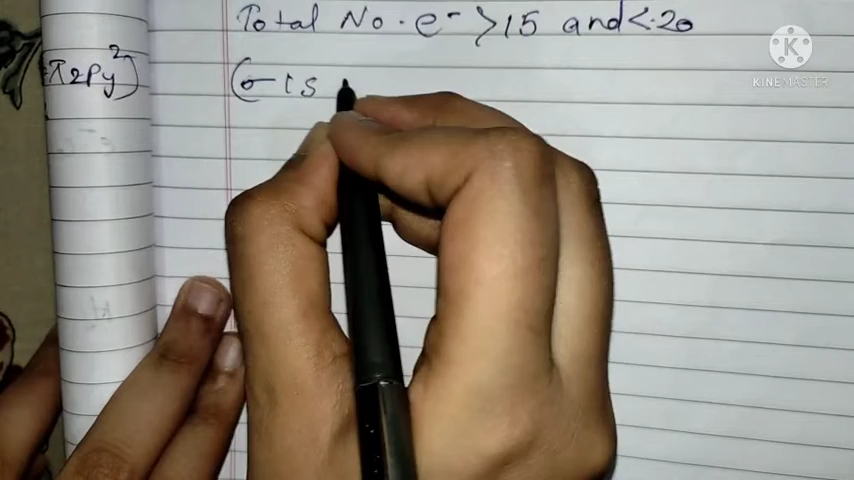 Total No. e⁻ >15 and <.20
π2Py²)
(σ1s
KINEMASTER